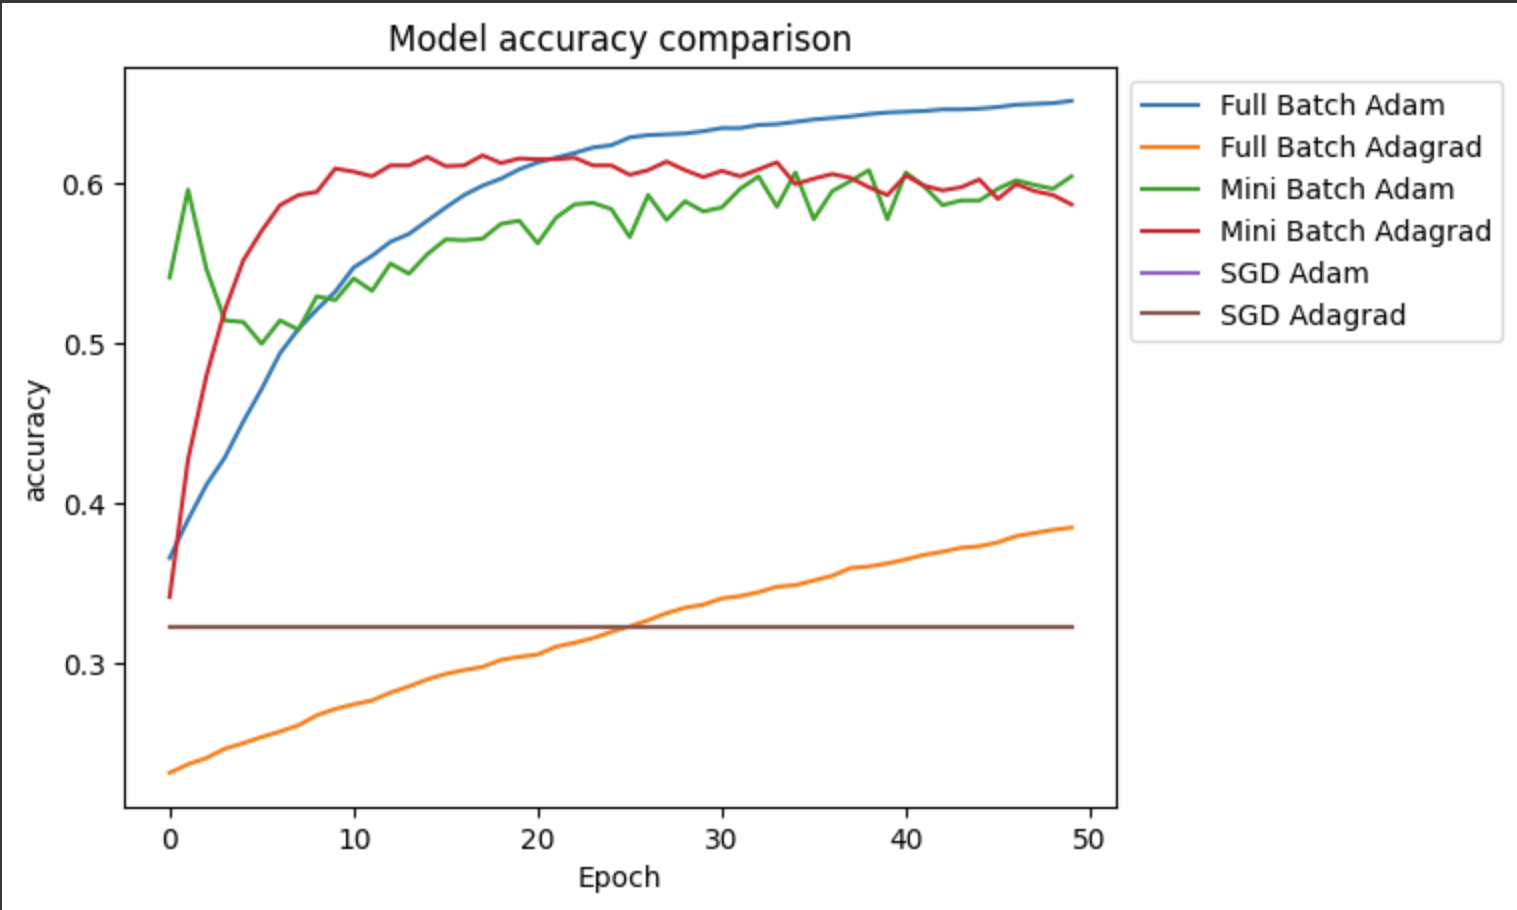 Model accuracy comparison
Full Batch Adam
Full Batch Adagrad
Mini Batch Adam
Mini Batch Adagrad
SGD Adam
SGD Adagrad
0.6
0.5
0.4
0.3
accuracy
0 10 20 30 40 50
Epoch